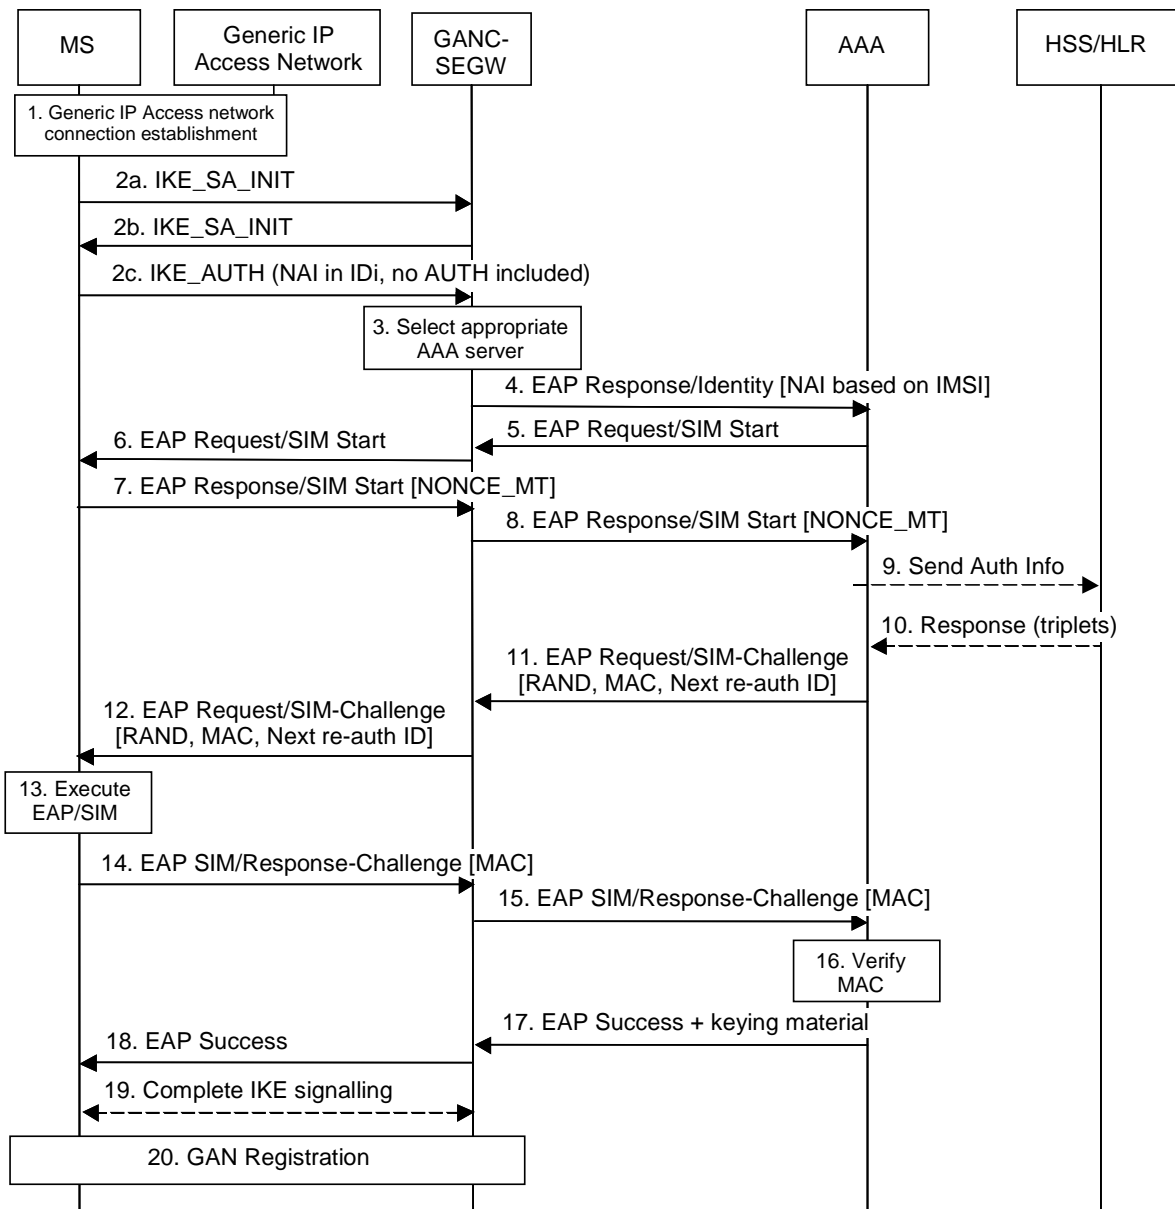 MS
Generic IP
Access Network
GANC-
SEGW
AAA
HSS/HLR
1. Generic IP Access network
connection establishment
2a. IKE_SA_INIT
2b. IKE_SA_INIT
2c. IKE_AUTH (NAI in IDi, no AUTH included)
3. Select appropriate
AAA server
4. EAP Response/Identity [NAI based on IMSI]
5. EAP Request/SIM Start
6. EAP Request/SIM Start
7. EAP Response/SIM Start [NONCE_MT]
8. EAP Response/SIM Start [NONCE_MT]
9. Send Auth Info
10. Response (triplets)
11. EAP Request/SIM-Challenge
[RAND, MAC, Next re-auth ID]
12. EAP Request/SIM-Challenge
[RAND, MAC, Next re-auth ID]
13. Execute
EAP/SIM
14. EAP SIM/Response-Challenge [MAC]
15. EAP SIM/Response-Challenge [MAC]
16. Verify
MAC
17. EAP Success + keying material
18. EAP Success
19. Complete IKE signalling
20. GAN Registration